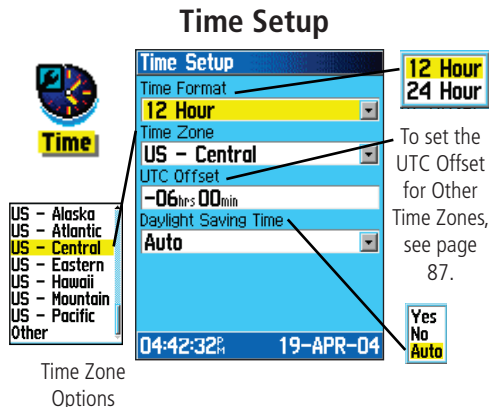 Time Setup
Time
Time Setup
Time Format
12 Hour
Time Zone
US - Central
UTC Offset
-06hrs 00min
Daylight Saving Time
Auto
04:42:32PM 19-APR-04
12 Hour
24 Hour
To set the
UTC Offset
for Other
Time Zones,
see page
87.
US - Alaska
US - Atlantic
US - Central
US - Eastern
US - Hawaii
US - Mountain
US - Pacific
Other
Time Zone
Options
Yes
No
Auto